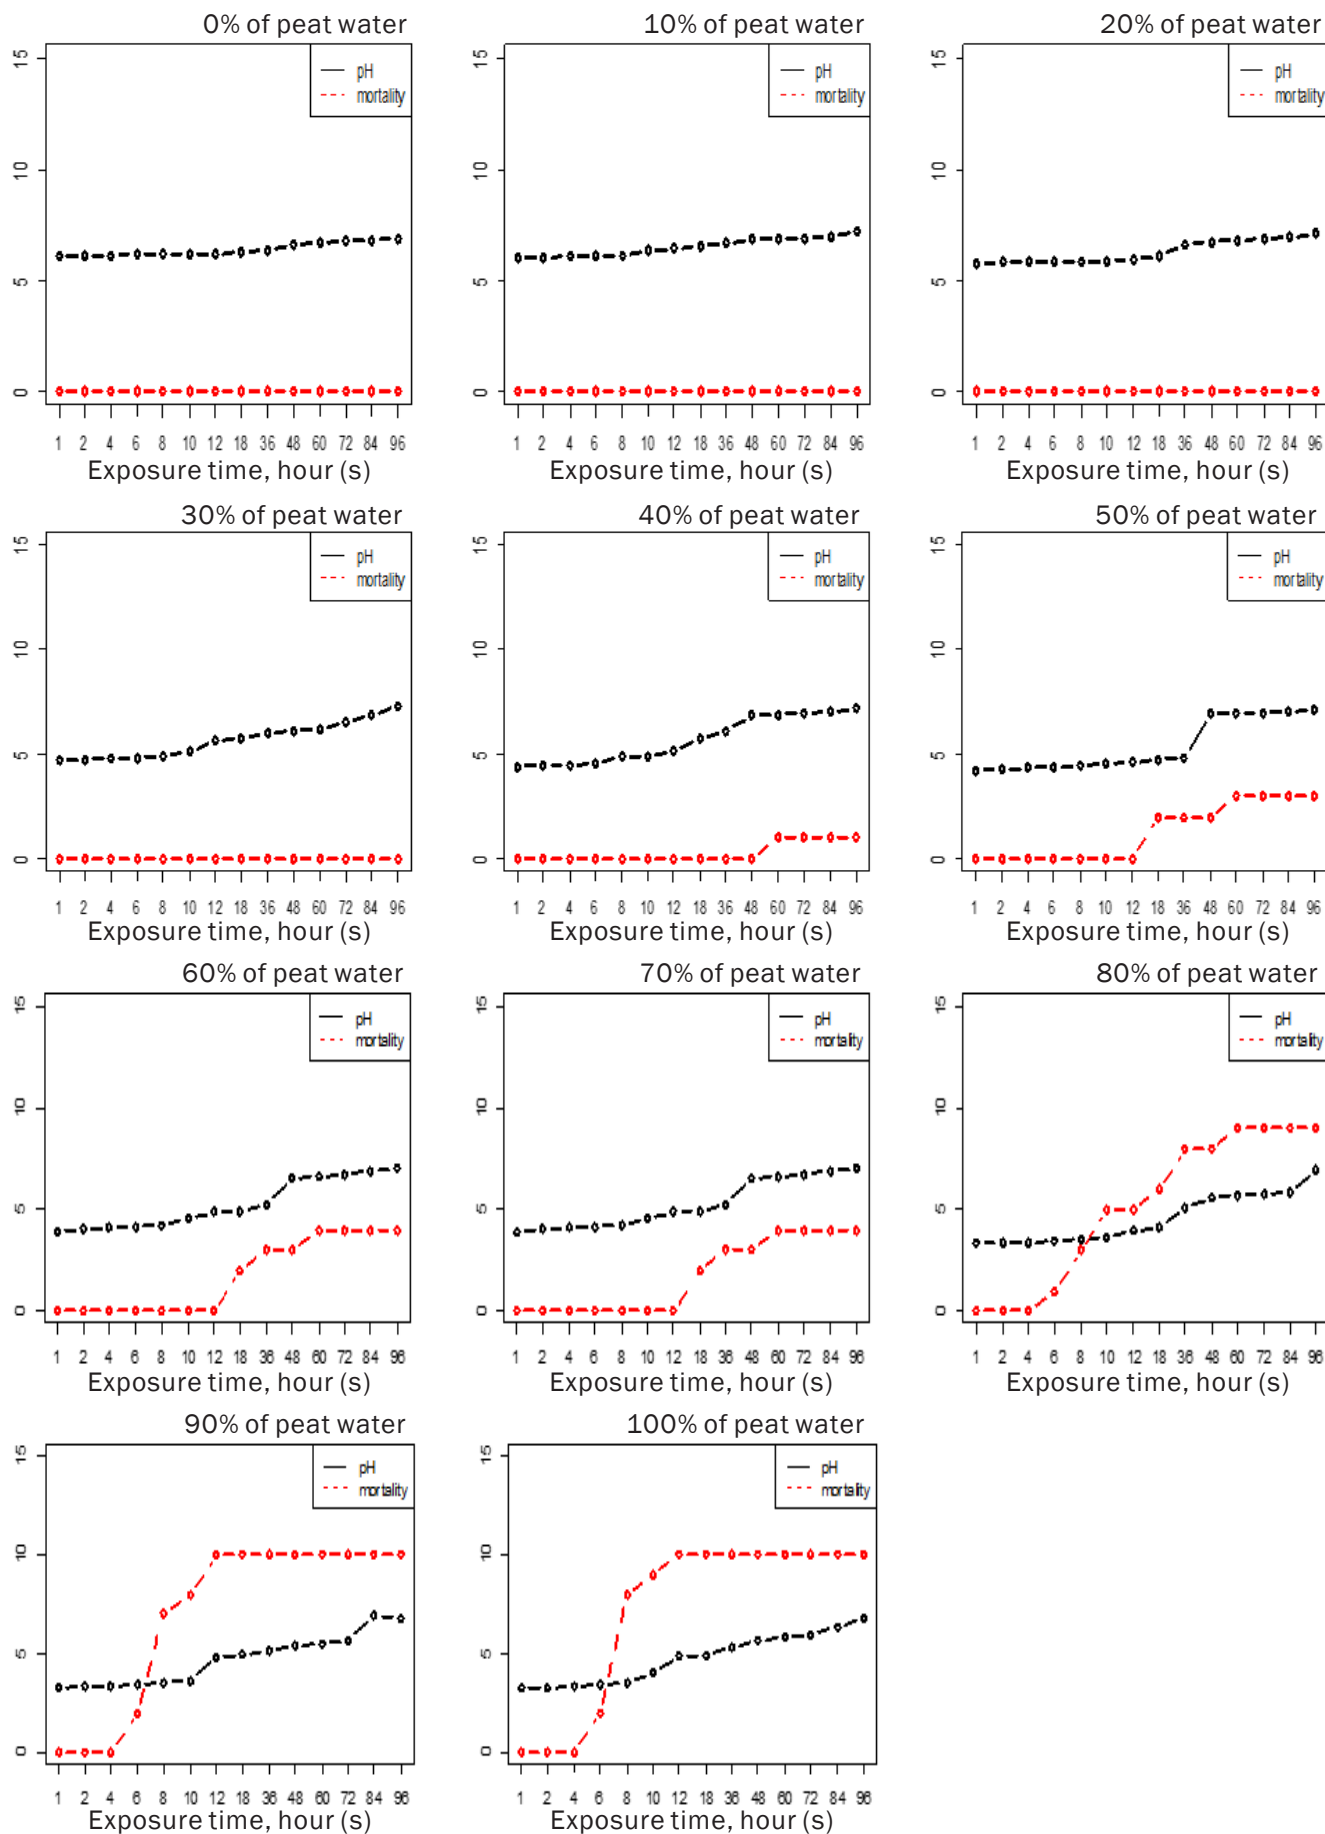 0% of peat water
10% of peat water
20% of peat water
15
10
5
0
pH
mortality
15
10
5
0
pH
mortality
15
10
5
0
pH
mortality
1 2 4 6 8 10 12 18 36 48 60 72 84 96
1 2 4 6 8 10 12 18 36 48 60 72 84 96
1 2 4 6 8 10 12 18 36 48 60 72 84 96
Exposure time, hour (s)
Exposure time, hour (s)
Exposure time, hour (s)
30% of peat water
40% of peat water
50% of peat water
15
10
5
0
pH
mortality
15
10
5
0
pH
mortality
15
10
5
0
pH
mortality
1 2 4 6 8 10 12 18 36 48 60 72 84 96
1 2 4 6 8 10 12 18 36 48 60 72 84 96
1 2 4 6 8 10 12 18 36 48 60 72 84 96
Exposure time, hour (s)
Exposure time, hour (s)
Exposure time, hour (s)
60% of peat water
70% of peat water
80% of peat water
15
10
5
0
pH
mortality
15
10
5
0
pH
mortality
15
10
5
0
pH
mortality
1 2 4 6 8 10 12 18 36 48 60 72 84 96
1 2 4 6 8 10 12 18 36 48 60 72 84 96
1 2 4 6 8 10 12 18 36 48 60 72 84 96
Exposure time, hour (s)
Exposure time, hour (s)
Exposure time, hour (s)
90% of peat water
100% of peat water
15
10
5
0
pH
mortality
15
10
5
0
pH
mortality
1 2 4 6 8 10 12 18 36 48 60 72 84 96
1 2 4 6 8 10 12 18 36 48 60 72 84 96
Exposure time, hour (s)
Exposure time, hour (s)